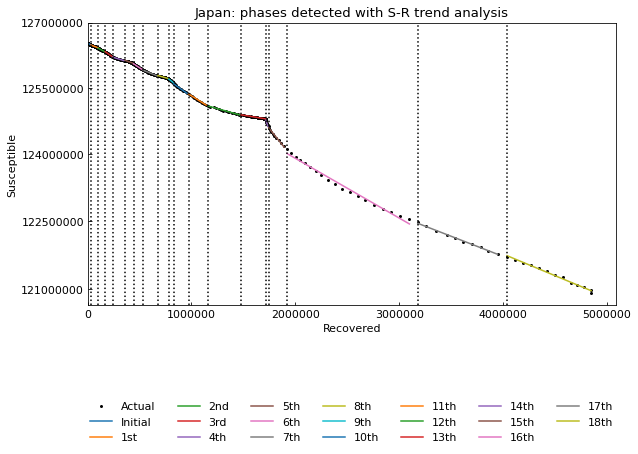 Japan: phases detected with S-R trend analysis
127000000
125500000
124000000
122500000
121000000
Susceptible
0 1000000 2000000 3000000 4000000 5000000
Recovered
Actual 2nd 5th 8th 11th 14th 17th
Initial 3rd 6th 9th 12th 15th 18th
1st 4th 7th 10th 13th 16th